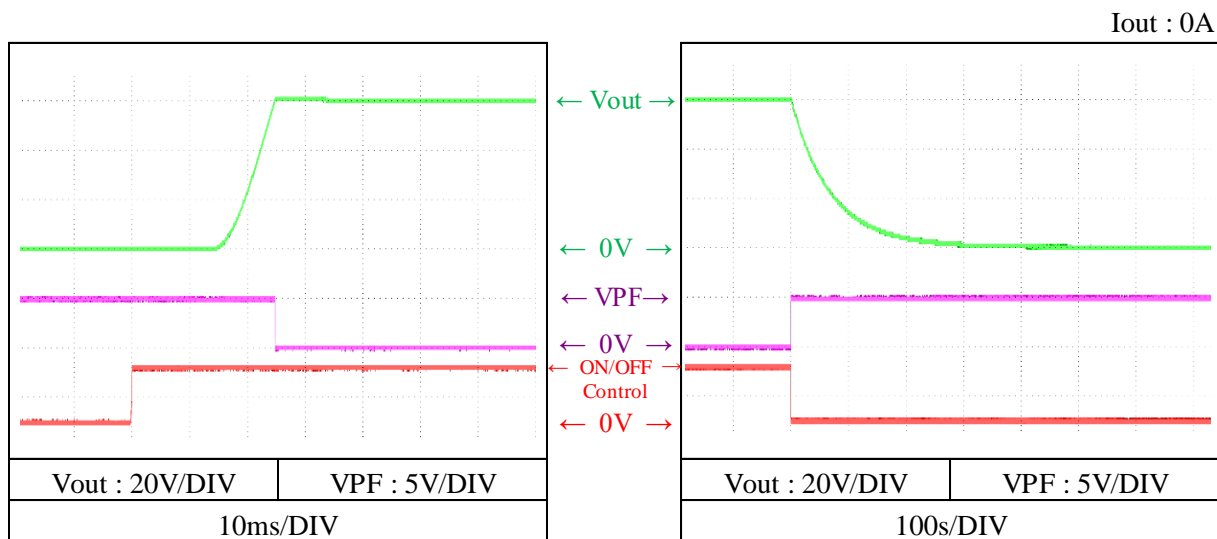 Iout : 0A
← Vout →
← 0V →
← VPF→
← 0V →
← ON/OFF →
Control
← 0V →
Vout : 20V/DIV
VPF : 5V/DIV
10ms/DIV
Vout : 20V/DIV
VPF : 5V/DIV
100s/DIV